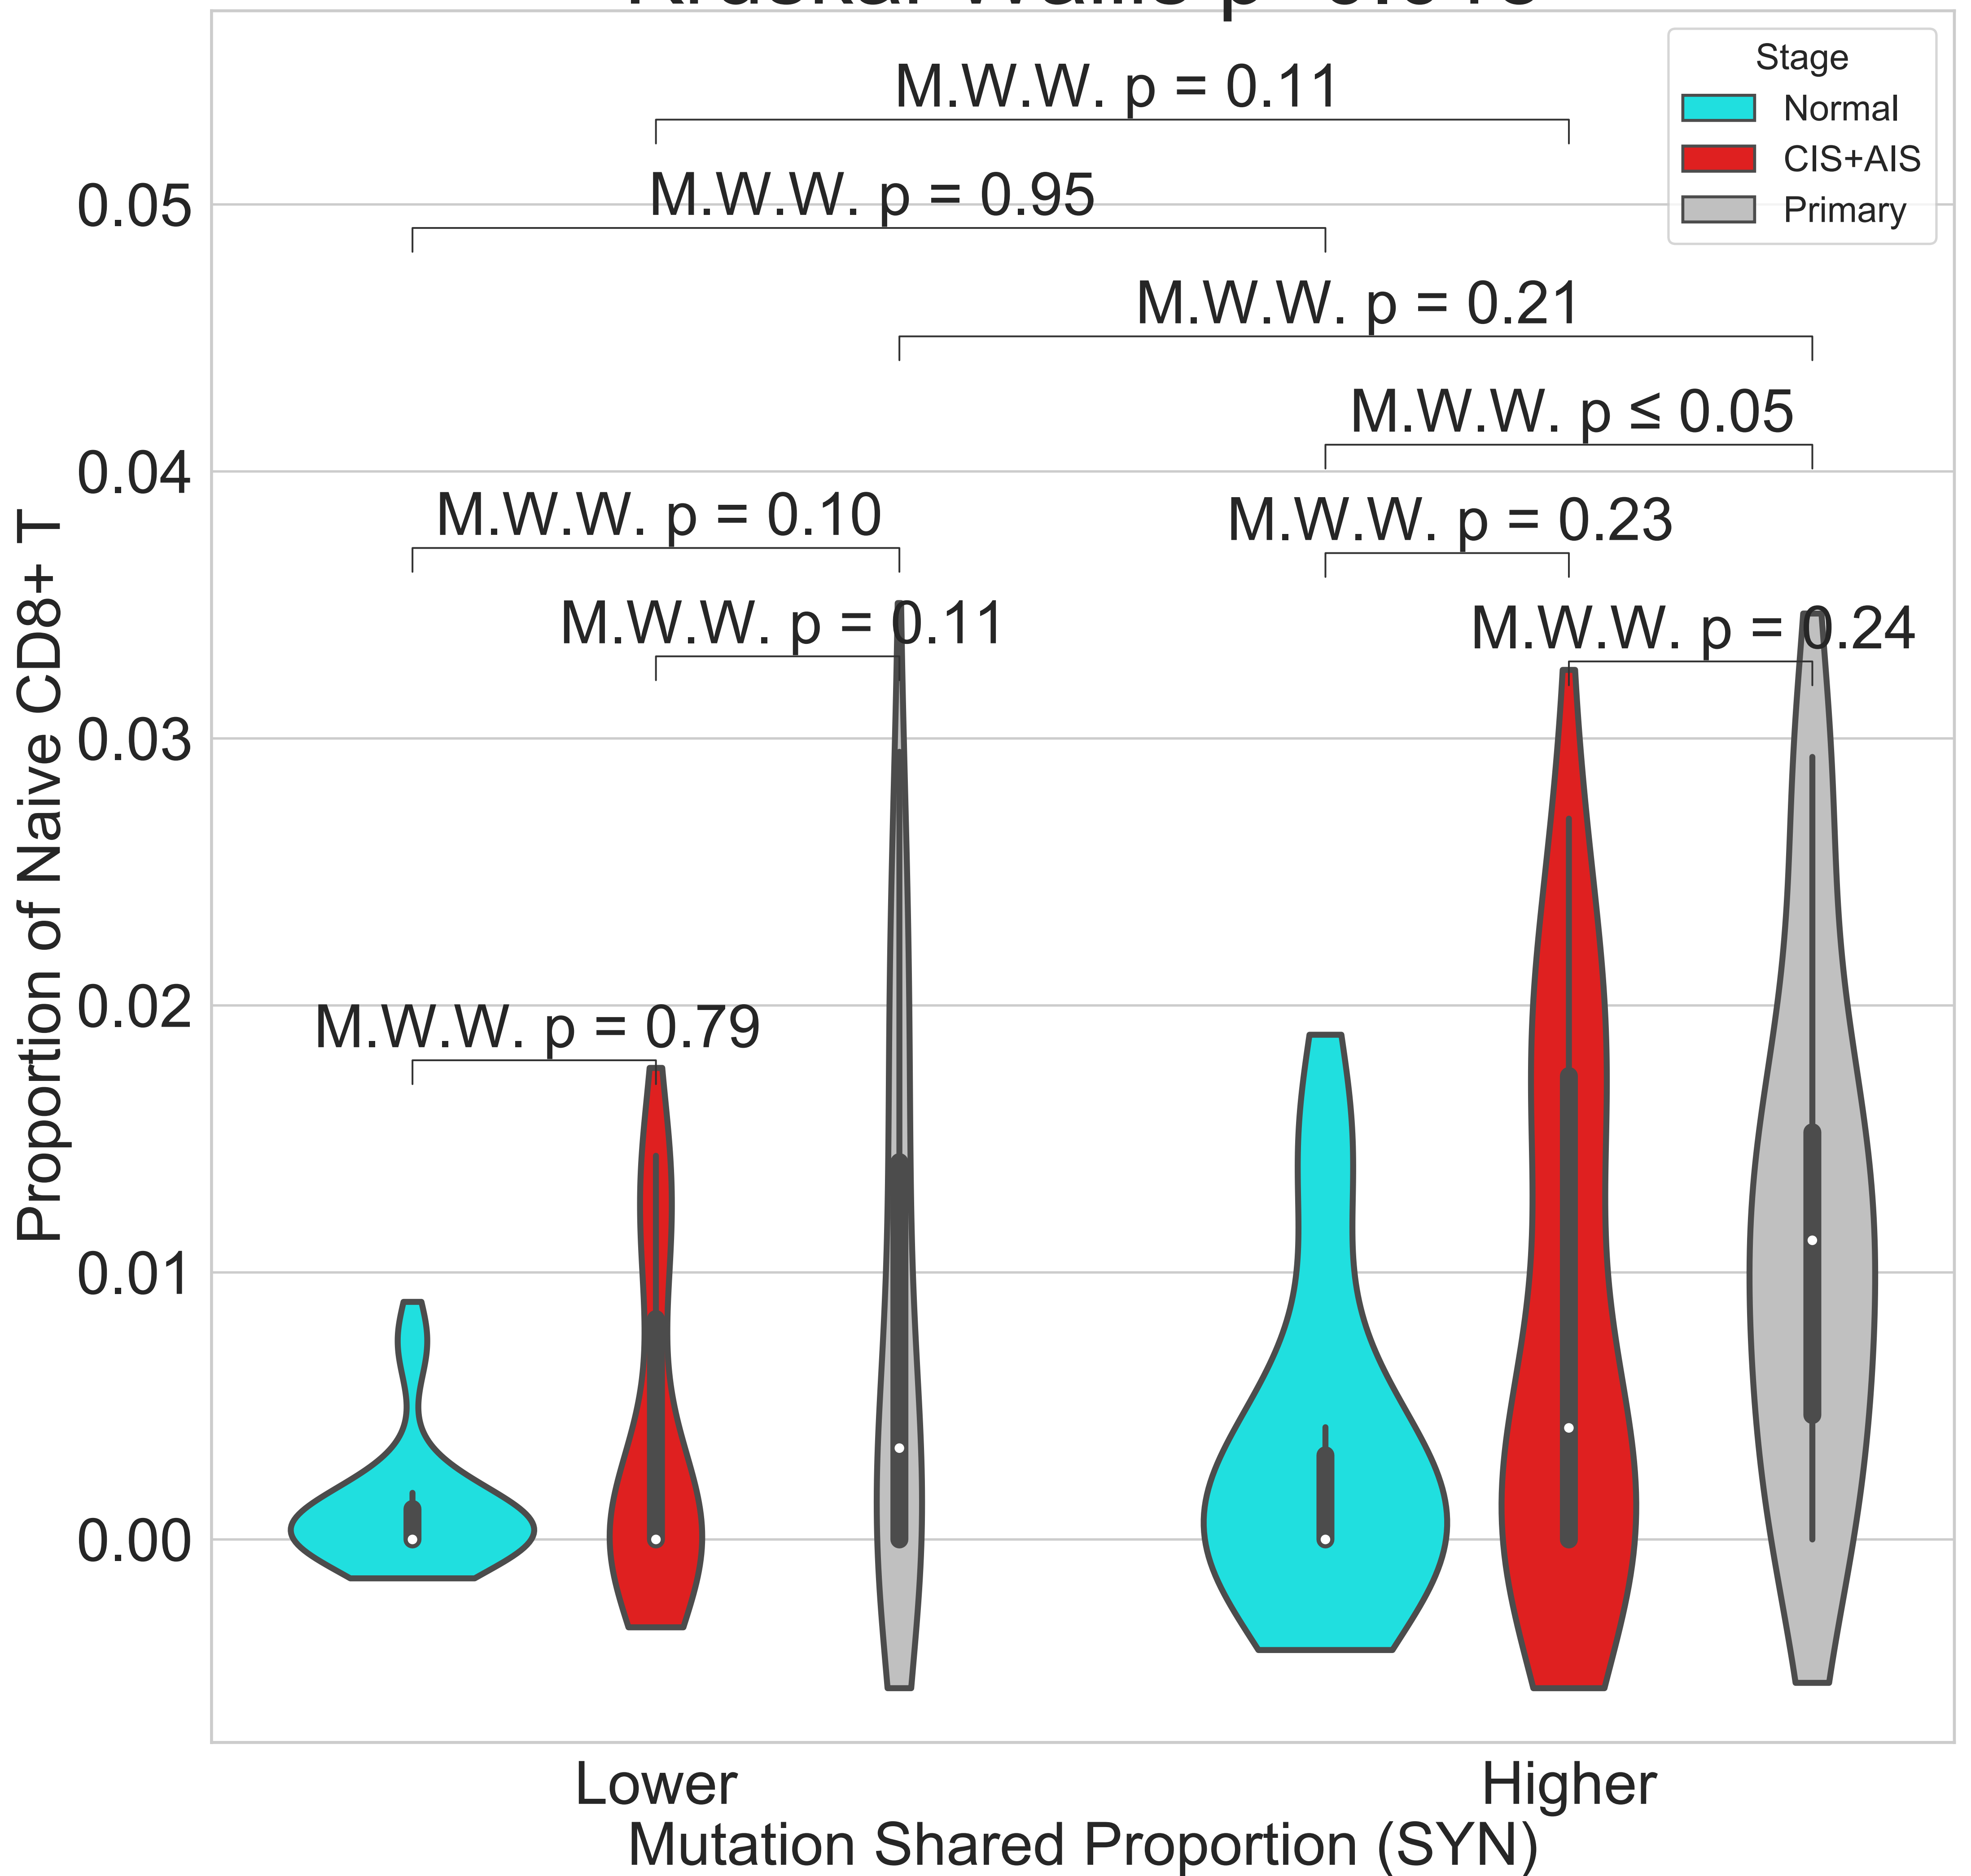 Stage
Normal
CIS+AIS
Primary
M.W.W. p = 0.11
M.W.W. p = 0.95
M.W.W. p = 0.21
M.W.W. p ≤ 0.05
M.W.W. p = 0.10
M.W.W. p = 0.23
M.W.W. p = 0.11
M.W.W. p = 0.24
M.W.W. p = 0.79
0.05
0.04
0.03
0.02
0.01
0.00
Proportion of Naive CD8+ T
Lower
Higher
Mutation Shared Proportion (SYN)